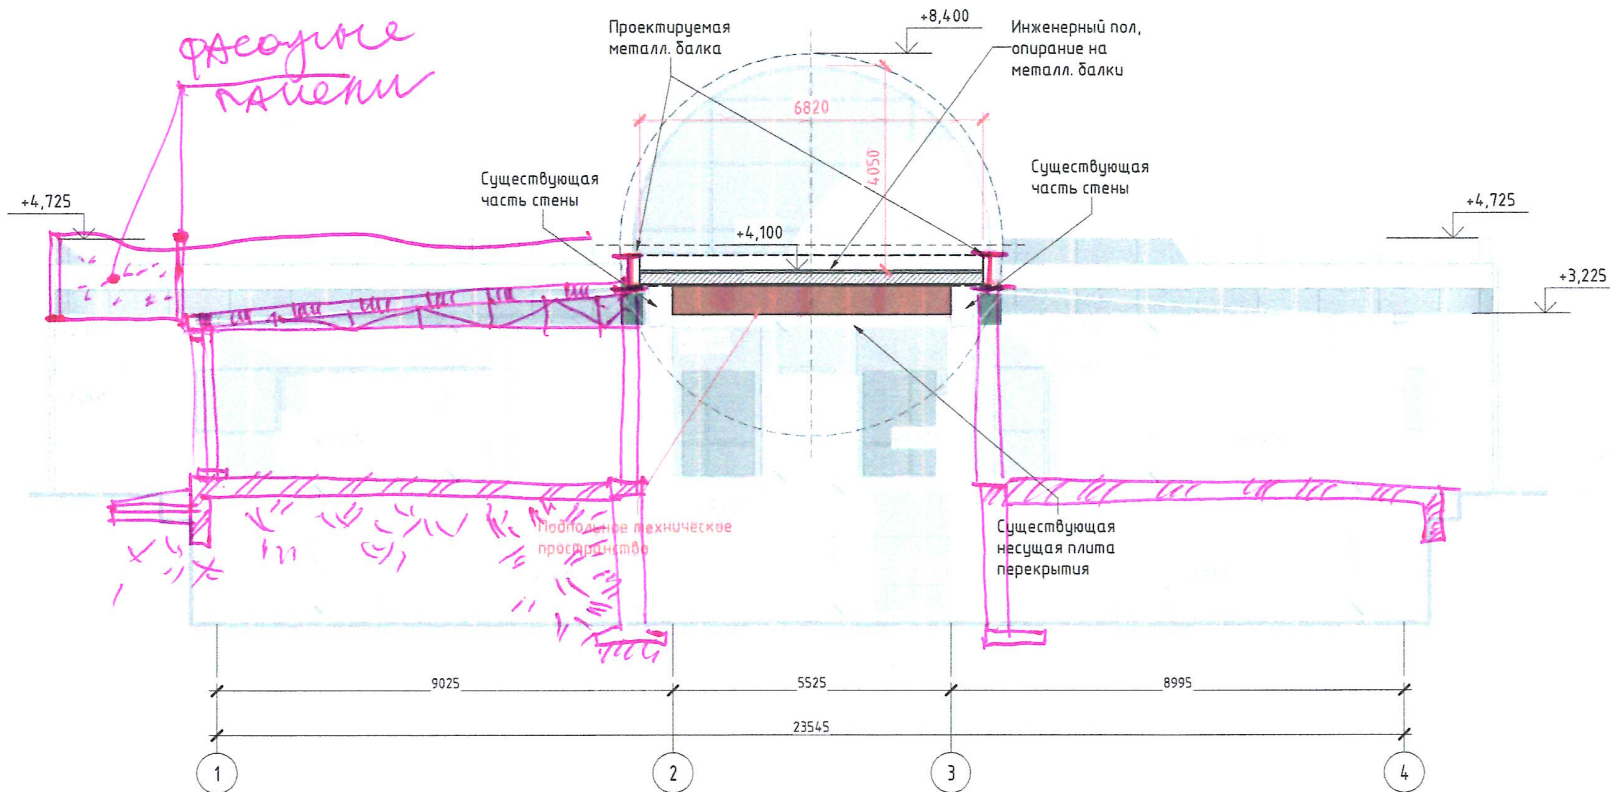 фасадные
панели
+8,400
Проектируемая
металл. балка
Инженерный пол,
опирание на
металл. балки
6820
4050
Существующая
часть стены
Существующая
часть стены
+4,725
+4,100
+4,725
+3,225
Подпольное техническое
пространство
Существующая
несущая плита
перекрытия
9025
5525
8995
23545
1
2
3
4